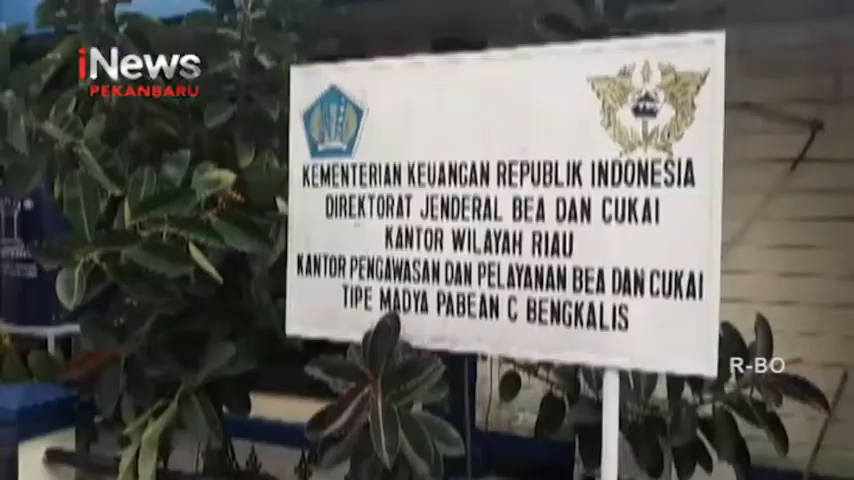 iNews
PEKANBARU
KEMENTERIAN KEUANGAN REPUBLIK INDONESIA
DIREKTORAT JENDERAL BEA DAN CUKAI
KANTOR WILAYAH RIAU
KANTOR PENGAWASAN DAN PELAYANAN BEA DAN CUKAI
TIPE MADYA PABEAN C BENGKALIS
R-BO